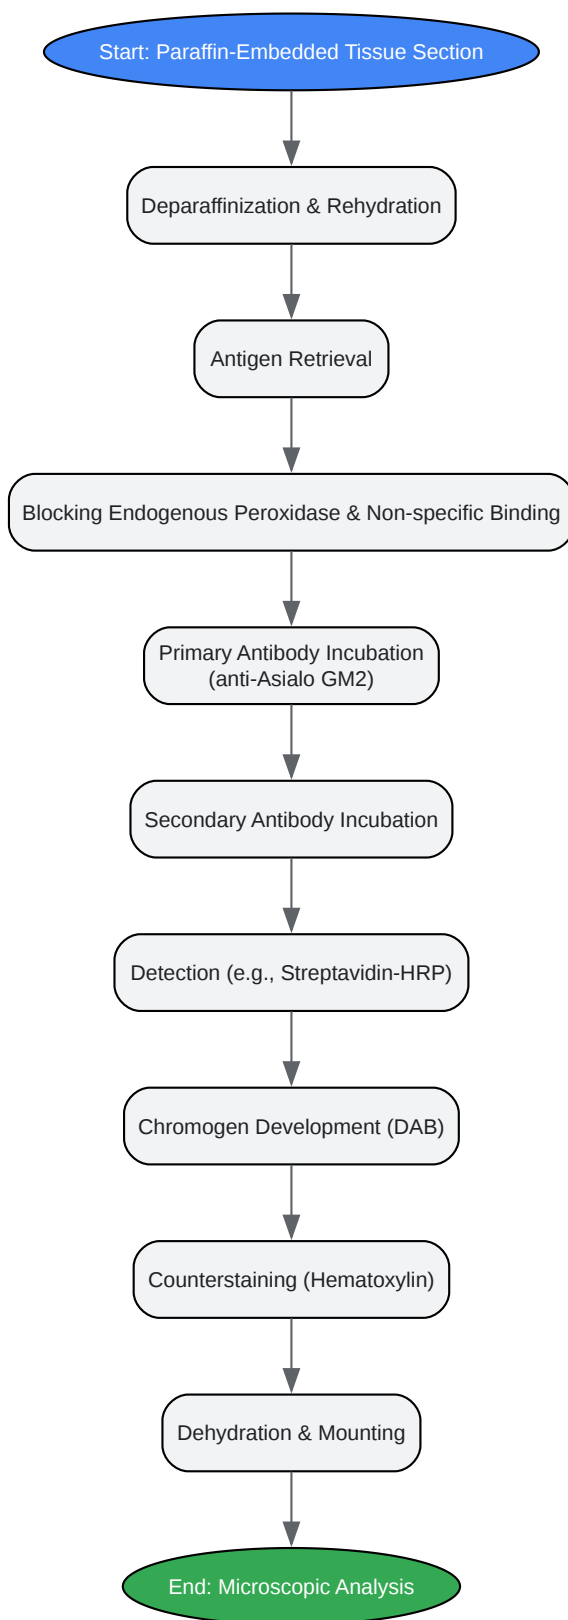 Start: Paraffin-Embedded Tissue Section
Deparaffinization & Rehydration
Antigen Retrieval
Blocking Endogenous Peroxidase & Non-specific Binding
Primary Antibody Incubation
(anti-Asialo GM2)
Secondary Antibody Incubation
Detection (e.g., Streptavidin-HRP)
Chromogen Development (DAB)
Counterstaining (Hematoxylin)
Dehydration & Mounting
End: Microscopic Analysis